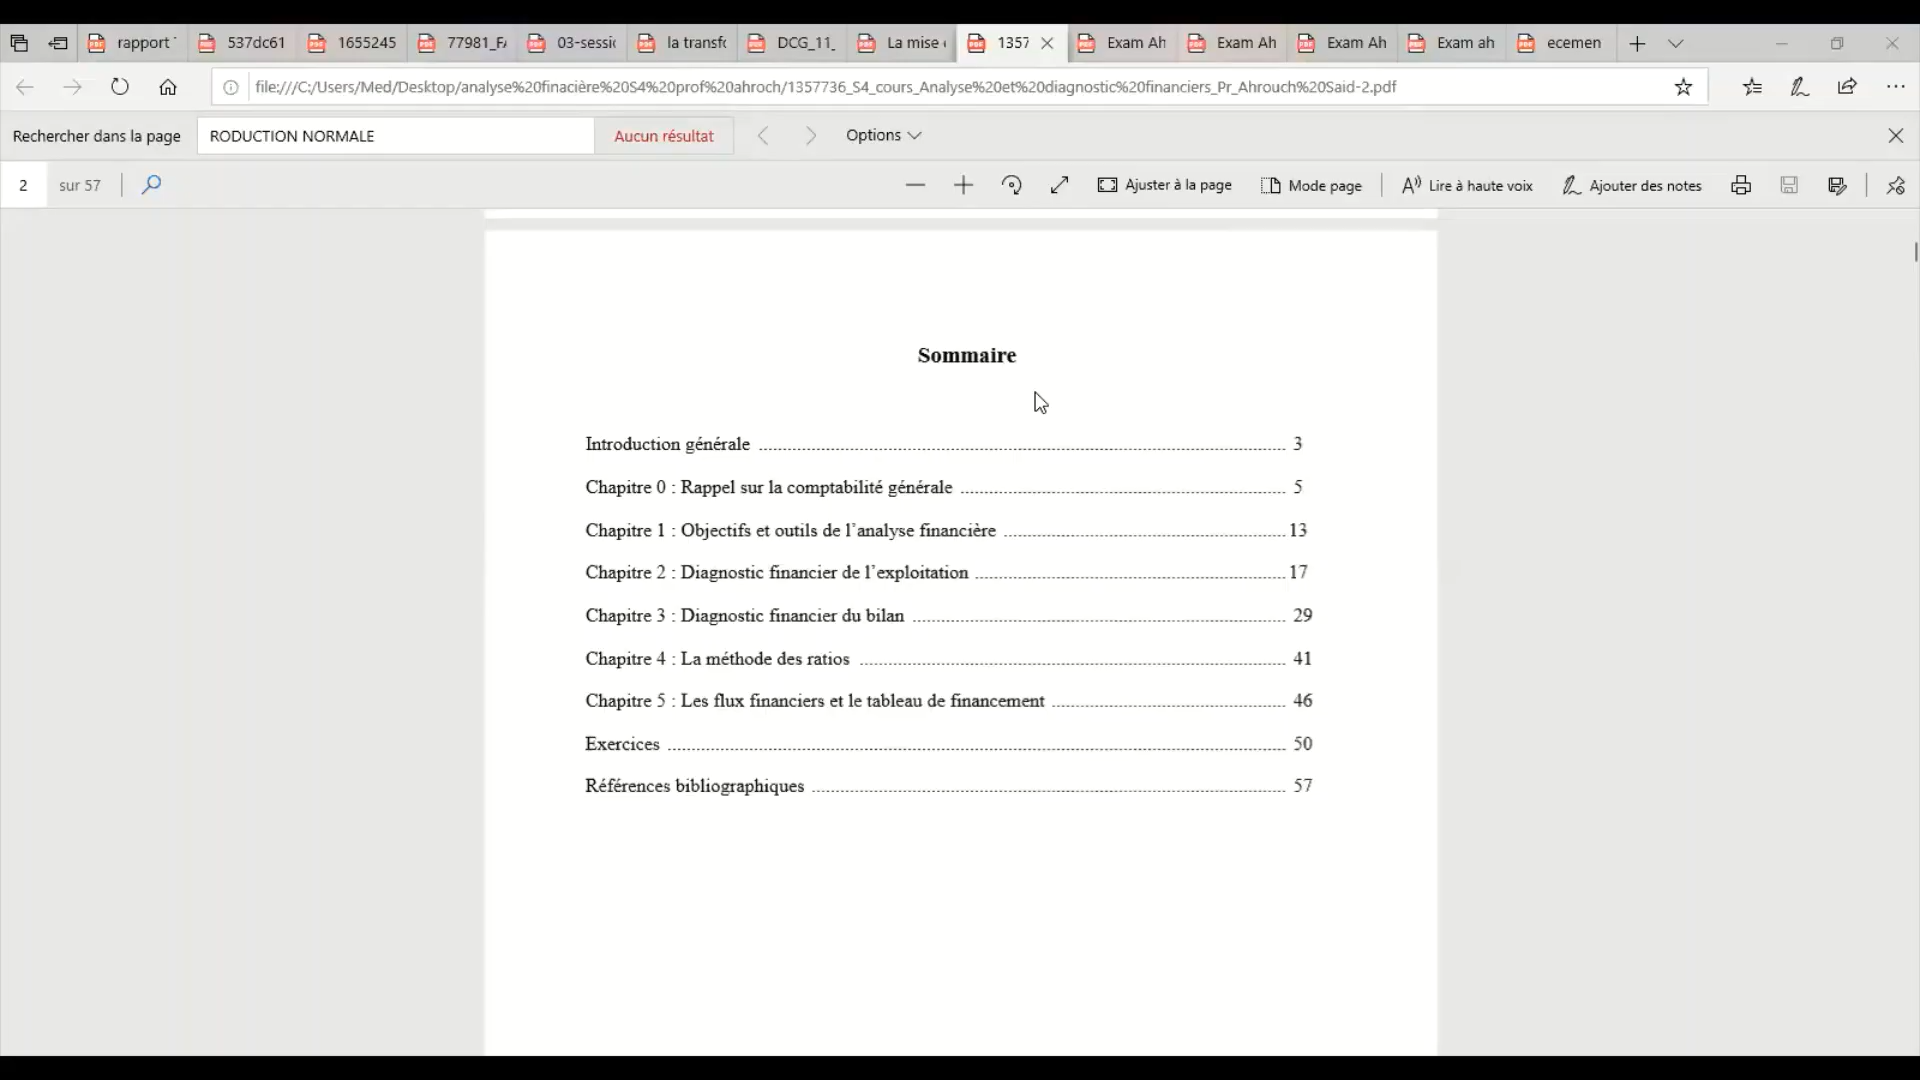 rapport 537dc61 1655245 77981_F 03-sessi la transfo DCG_11_ La mise 1357 Exam Ah Exam Ah Exam Ah Exam ah ecemen
file:///C:/Users/Med/Desktop/analyse%20finacière%20S4%20prof%20ahroch/1357736_S4_cours_Analyse%20et%20diagnostic%20financiers_Pr_Ahrouch%20Said-2.pdf
Rechercher dans la page RODUCTION NORMALE Aucun résultat Options
2 sur 57 Ajuster à la page Mode page Lire à haute voix Ajouter des notes
Sommaire
Introduction générale 3
Chapitre 0 : Rappel sur la comptabilité générale 5
Chapitre 1 : Objectifs et outils de l'analyse financière 13
Chapitre 2 : Diagnostic financier de l'exploitation 17
Chapitre 3 : Diagnostic financier du bilan 29
Chapitre 4 : La méthode des ratios 41
Chapitre 5 : Les flux financiers et le tableau de financement 46
Exercices 50
Références bibliographiques 57